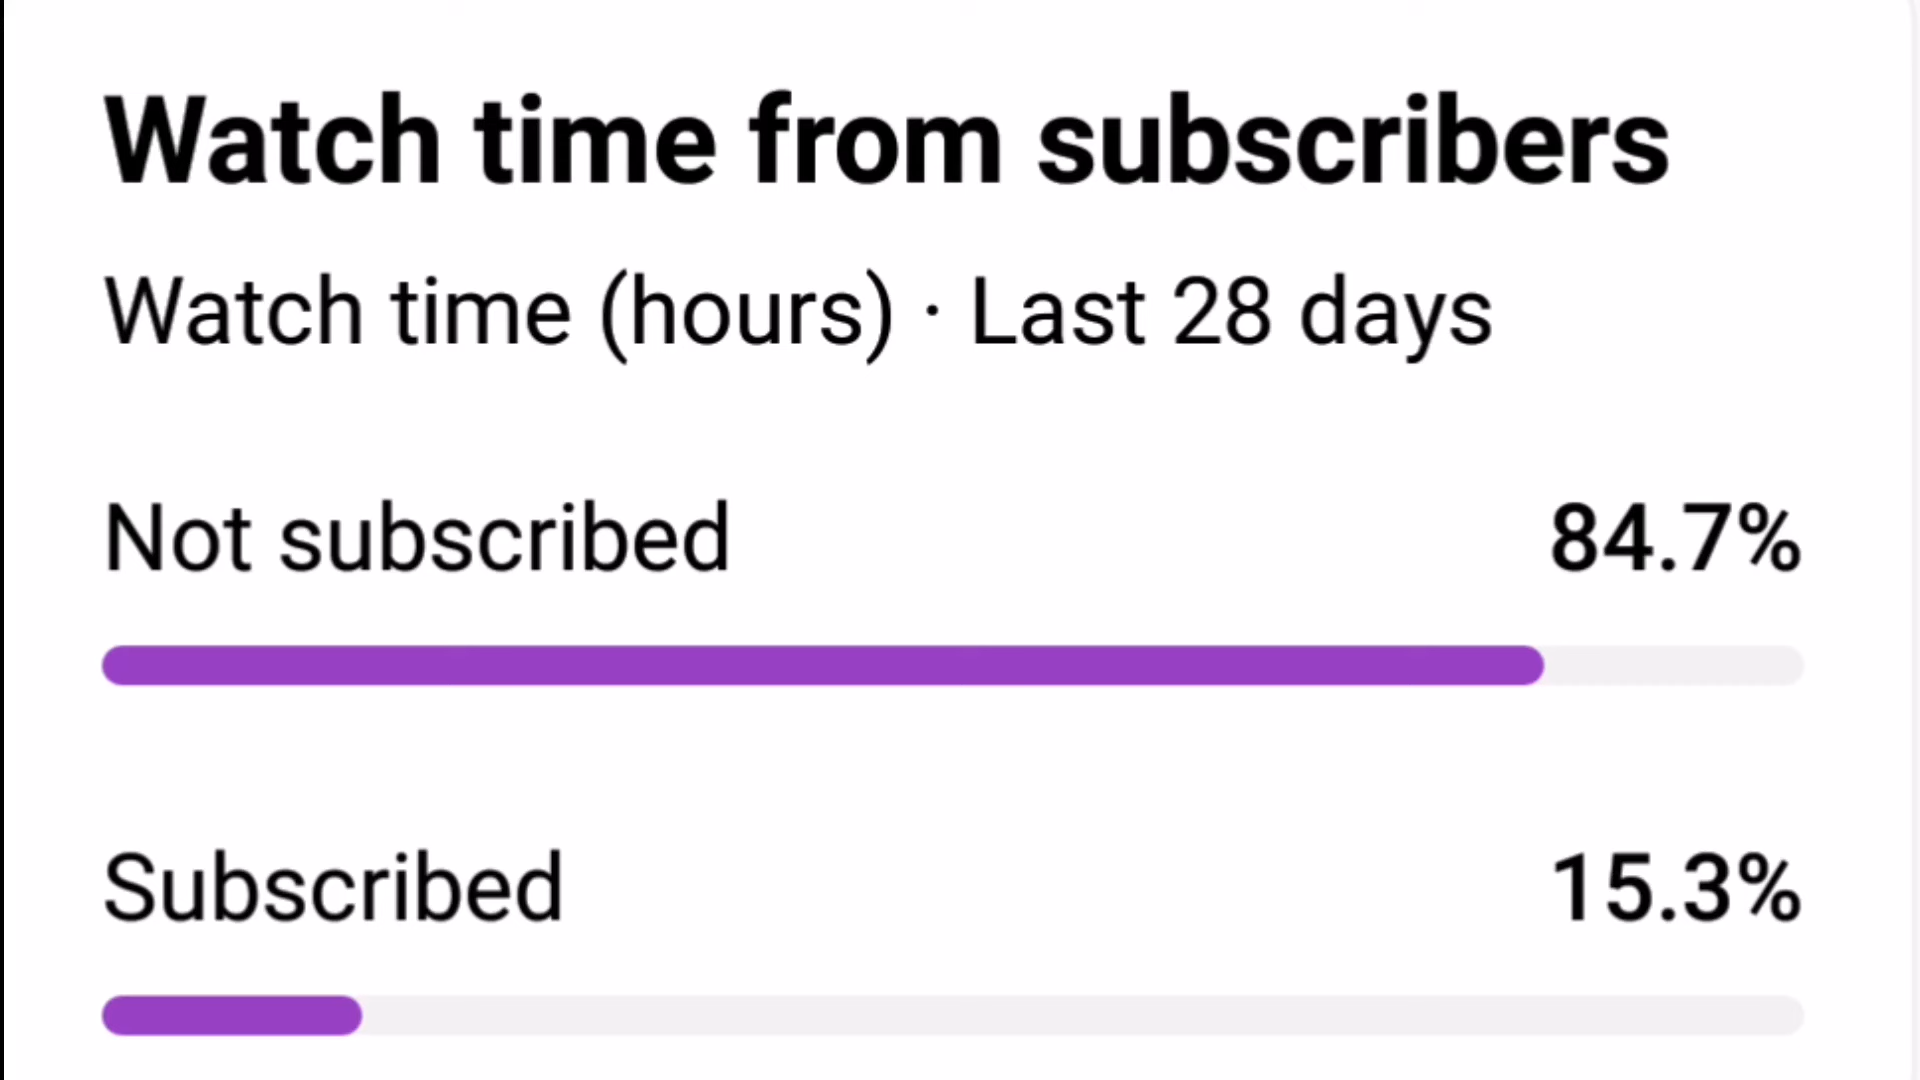 Watch time from subscribers
Watch time (hours) · Last 28 days
Not subscribed 84.7%
Subscribed 15.3%